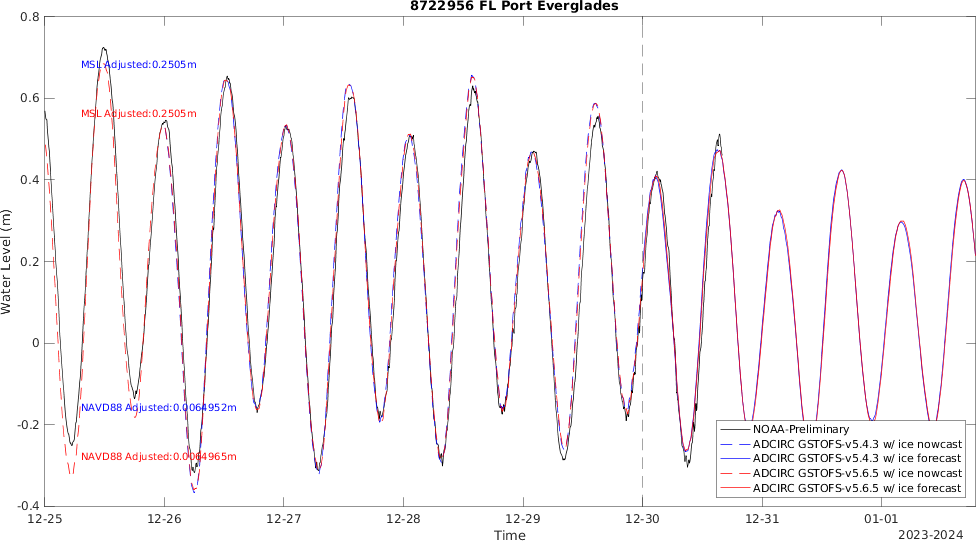 8722956 FL Port Everglades
0.8
0.6
0.4
0.2
0
-0.2
-0.4
Water Level (m)
MSL Adjusted:0.2505m
MSL Adjusted:0.2505m
NAVD88 Adjusted:0.0064952m
NAVD88 Adjusted:0.0064965m
NOAA-Preliminary
ADCIRC GSTOFS-v5.4.3 w/ ice nowcast
ADCIRC GSTOFS-v5.4.3 w/ ice forecast
ADCIRC GSTOFS-v5.6.5 w/ ice nowcast
ADCIRC GSTOFS-v5.6.5 w/ ice forecast
12-25 12-26 12-27 12-28 12-29 12-30 12-31 01-01
Time
2023-2024